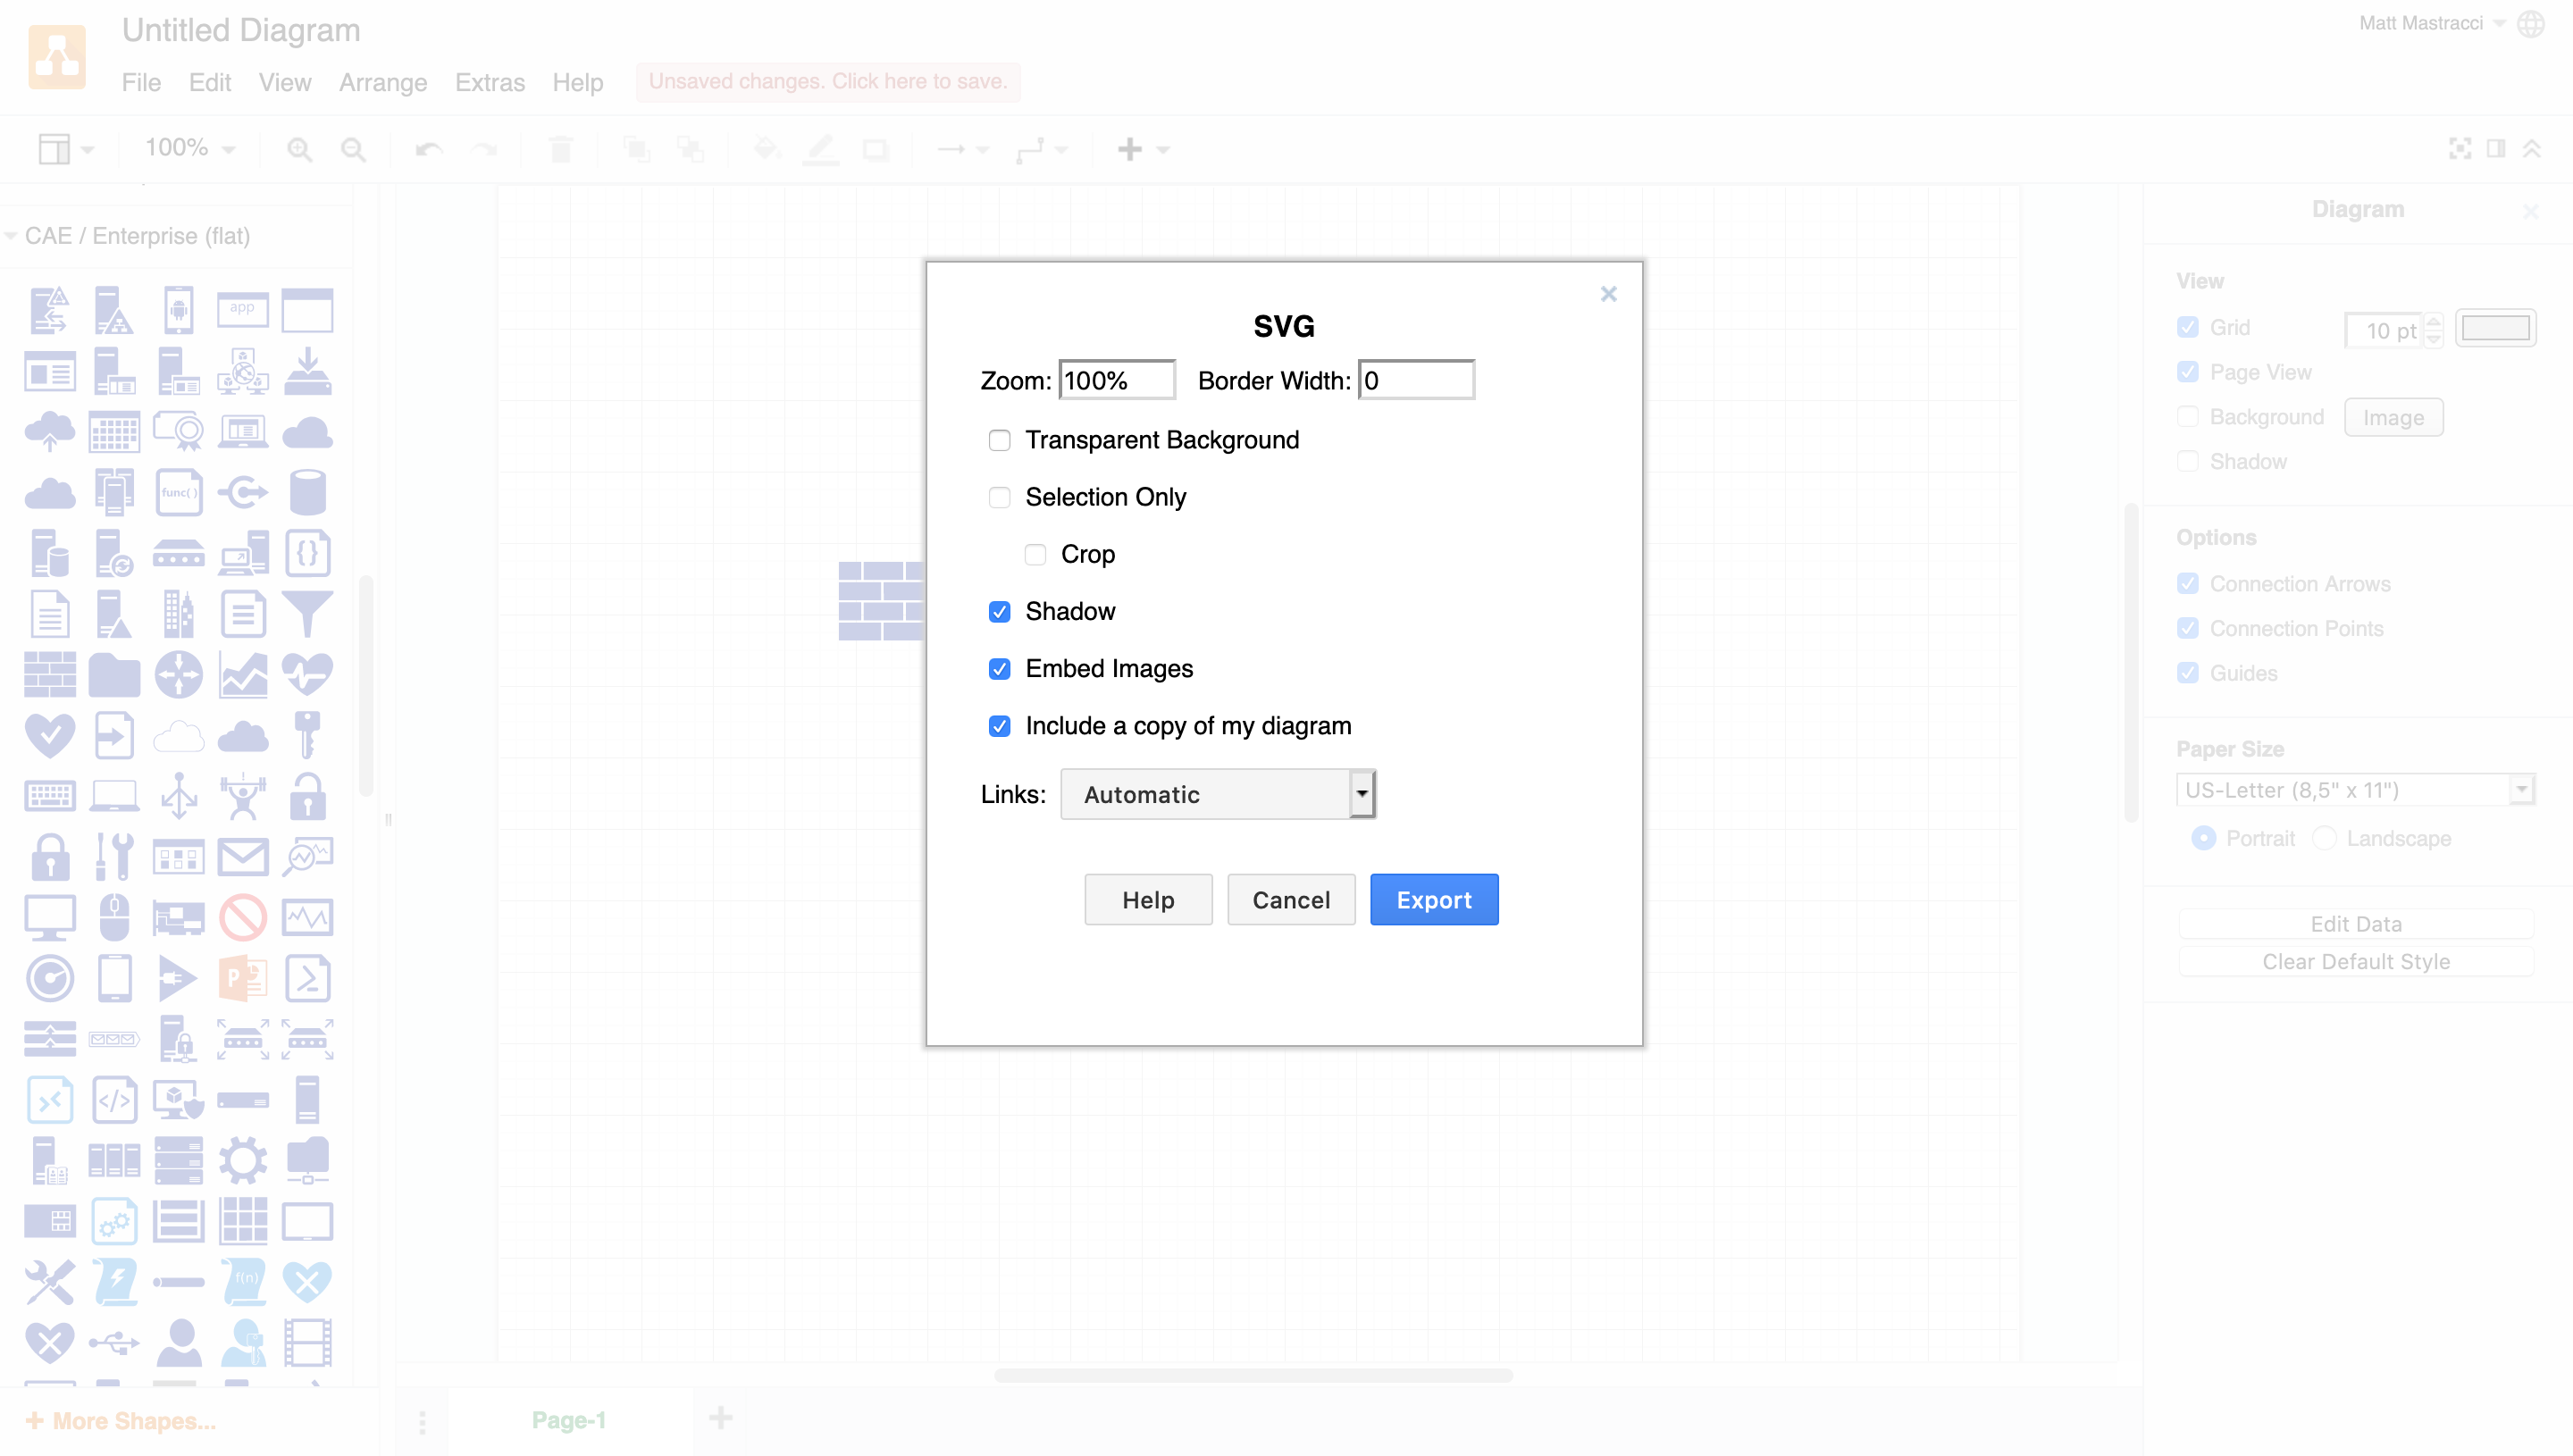 Untitled Diagram
Matt Mastracci
File Edit View Arrange Extras Help
Unsaved changes. Click here to save.
100%
CAE / Enterprise (flat)
app
func()
{}
</>
P
f(n)
+ More Shapes...
Page-1
SVG
Zoom: 100% Border Width: 0
Transparent Background
Selection Only
Crop
Shadow
Embed Images
Include a copy of my diagram
Links: Automatic
Help Cancel Export
Diagram
View
Grid 10 pt
Page View
Background Image
Shadow
Options
Connection Arrows
Connection Points
Guides
Paper Size
US-Letter (8,5" x 11")
Portrait Landscape
Edit Data
Clear Default Style